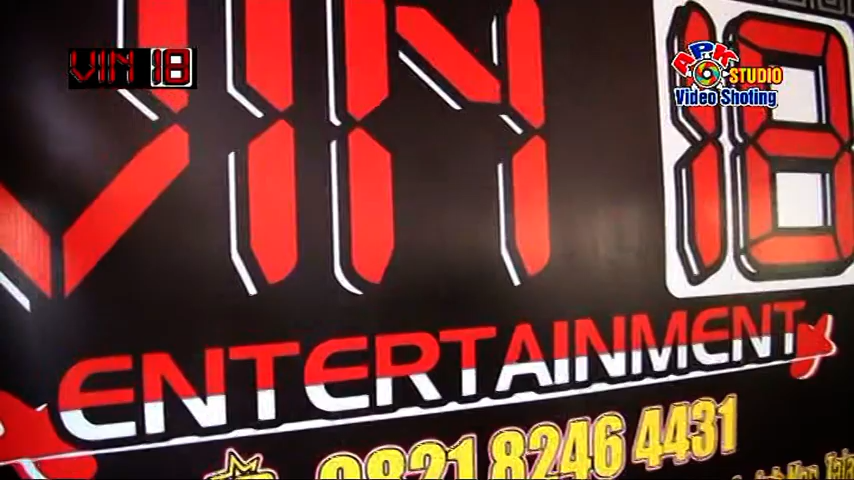 VIN 18
APK
STUDIO
Video Shoting
VIN 18
ENTERTAINMENT
0821 8246 4431